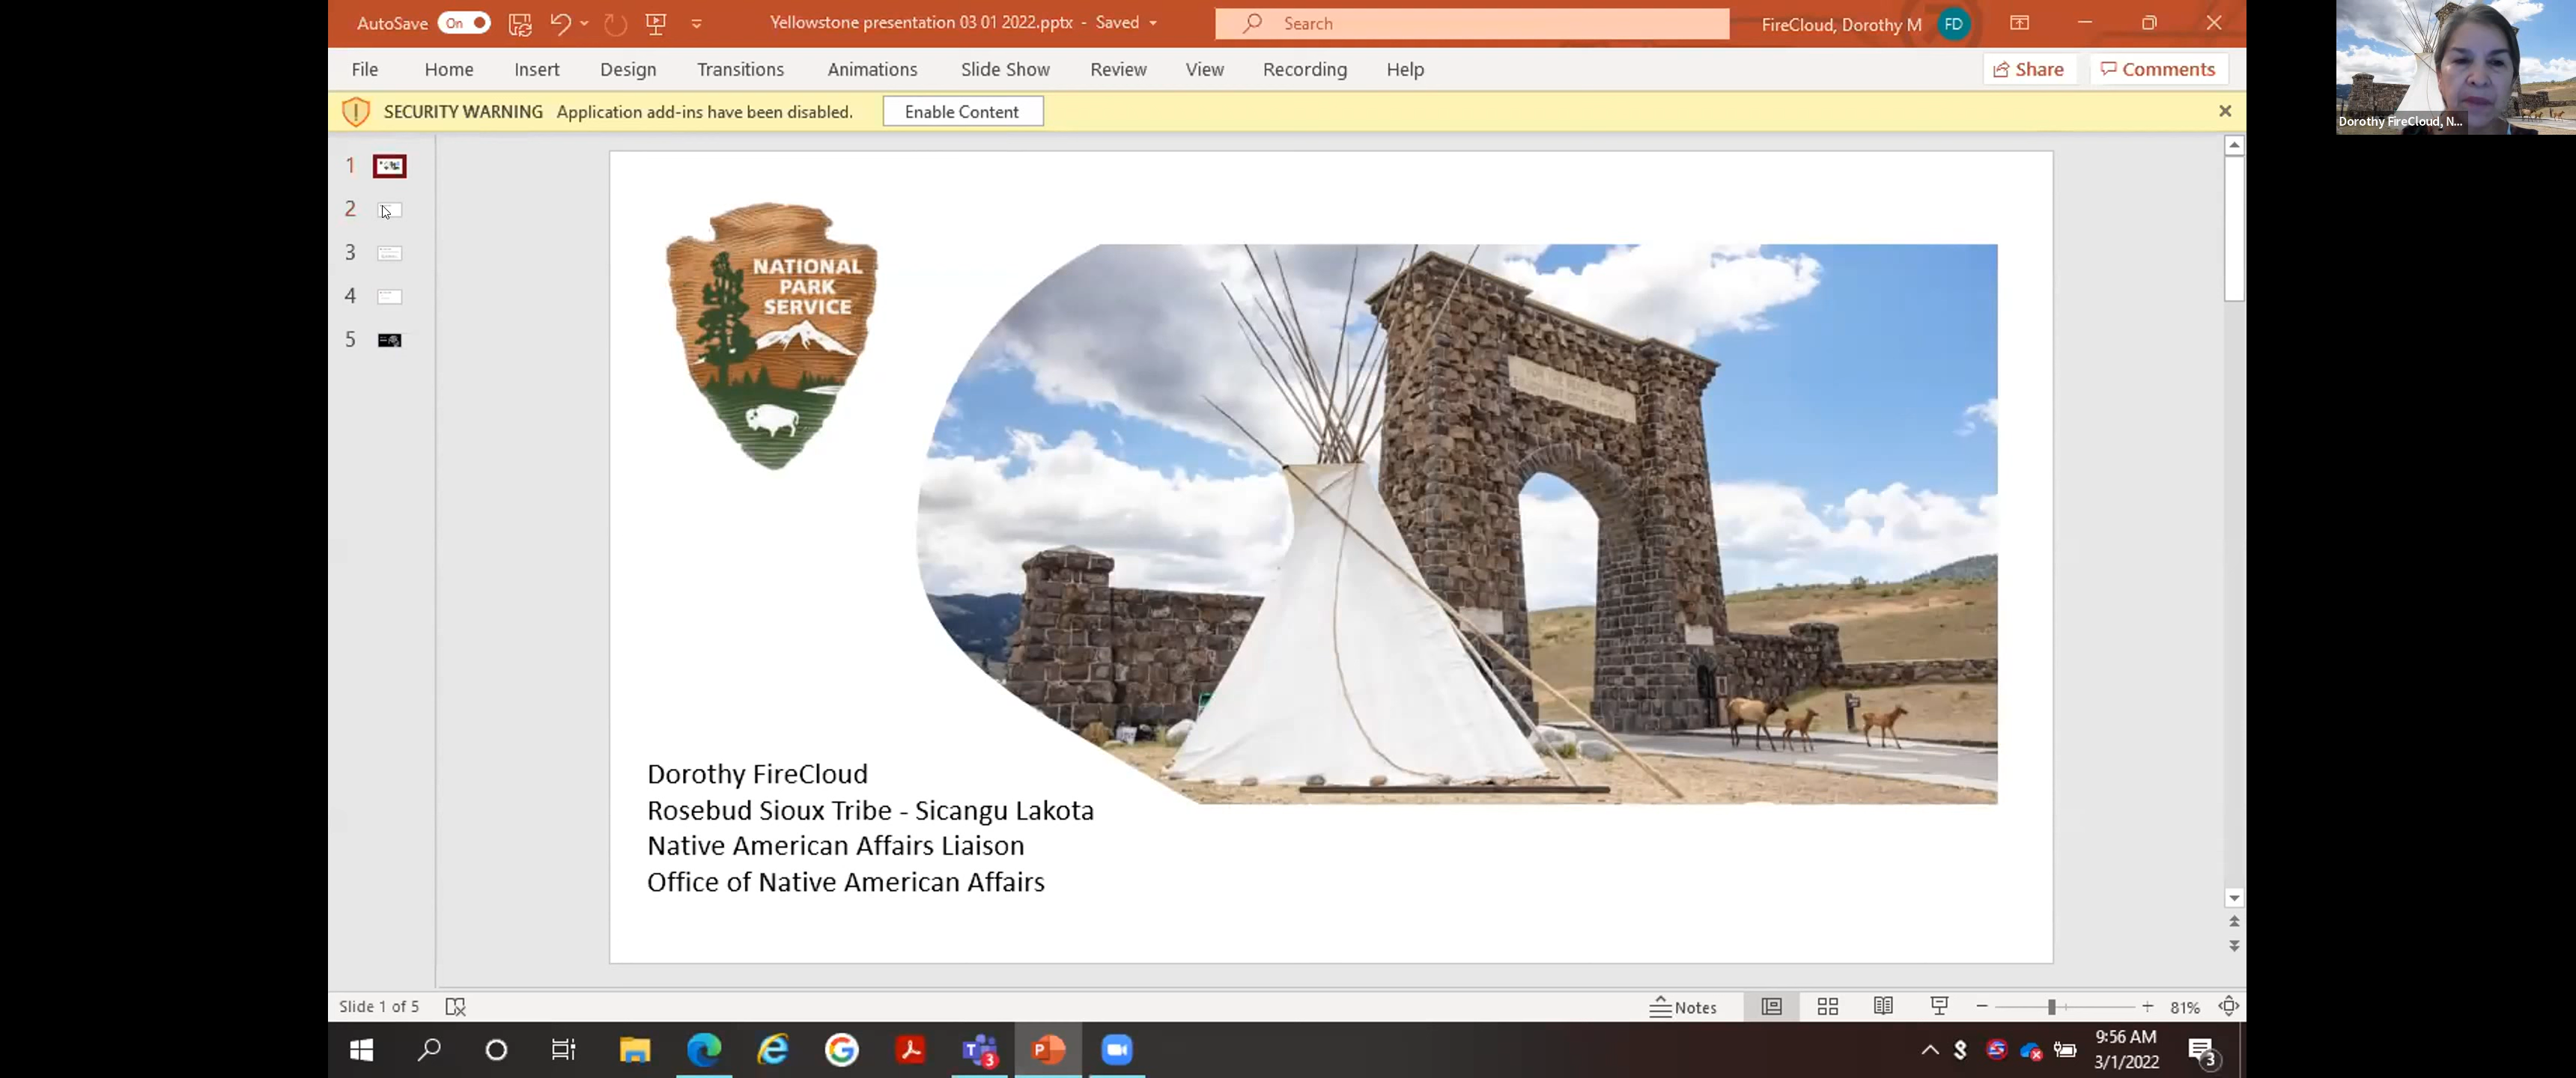 AutoSave On
Yellowstone presentation 03 01 2022.pptx - Saved
Search
FireCloud, Dorothy M
FD
File Home Insert Design Transitions Animations Slide Show Review View Recording Help
Share
Comments
SECURITY WARNING Application add-ins have been disabled.
Enable Content
Dorothy FireCloud, N...
1
2
3
4
5
NATIONAL
PARK
SERVICE
Dorothy FireCloud
Rosebud Sioux Tribe - Sicangu Lakota
Native American Affairs Liaison
Office of Native American Affairs
Slide 1 of 5
Notes
81%
9:56 AM
3/1/2022
3
3